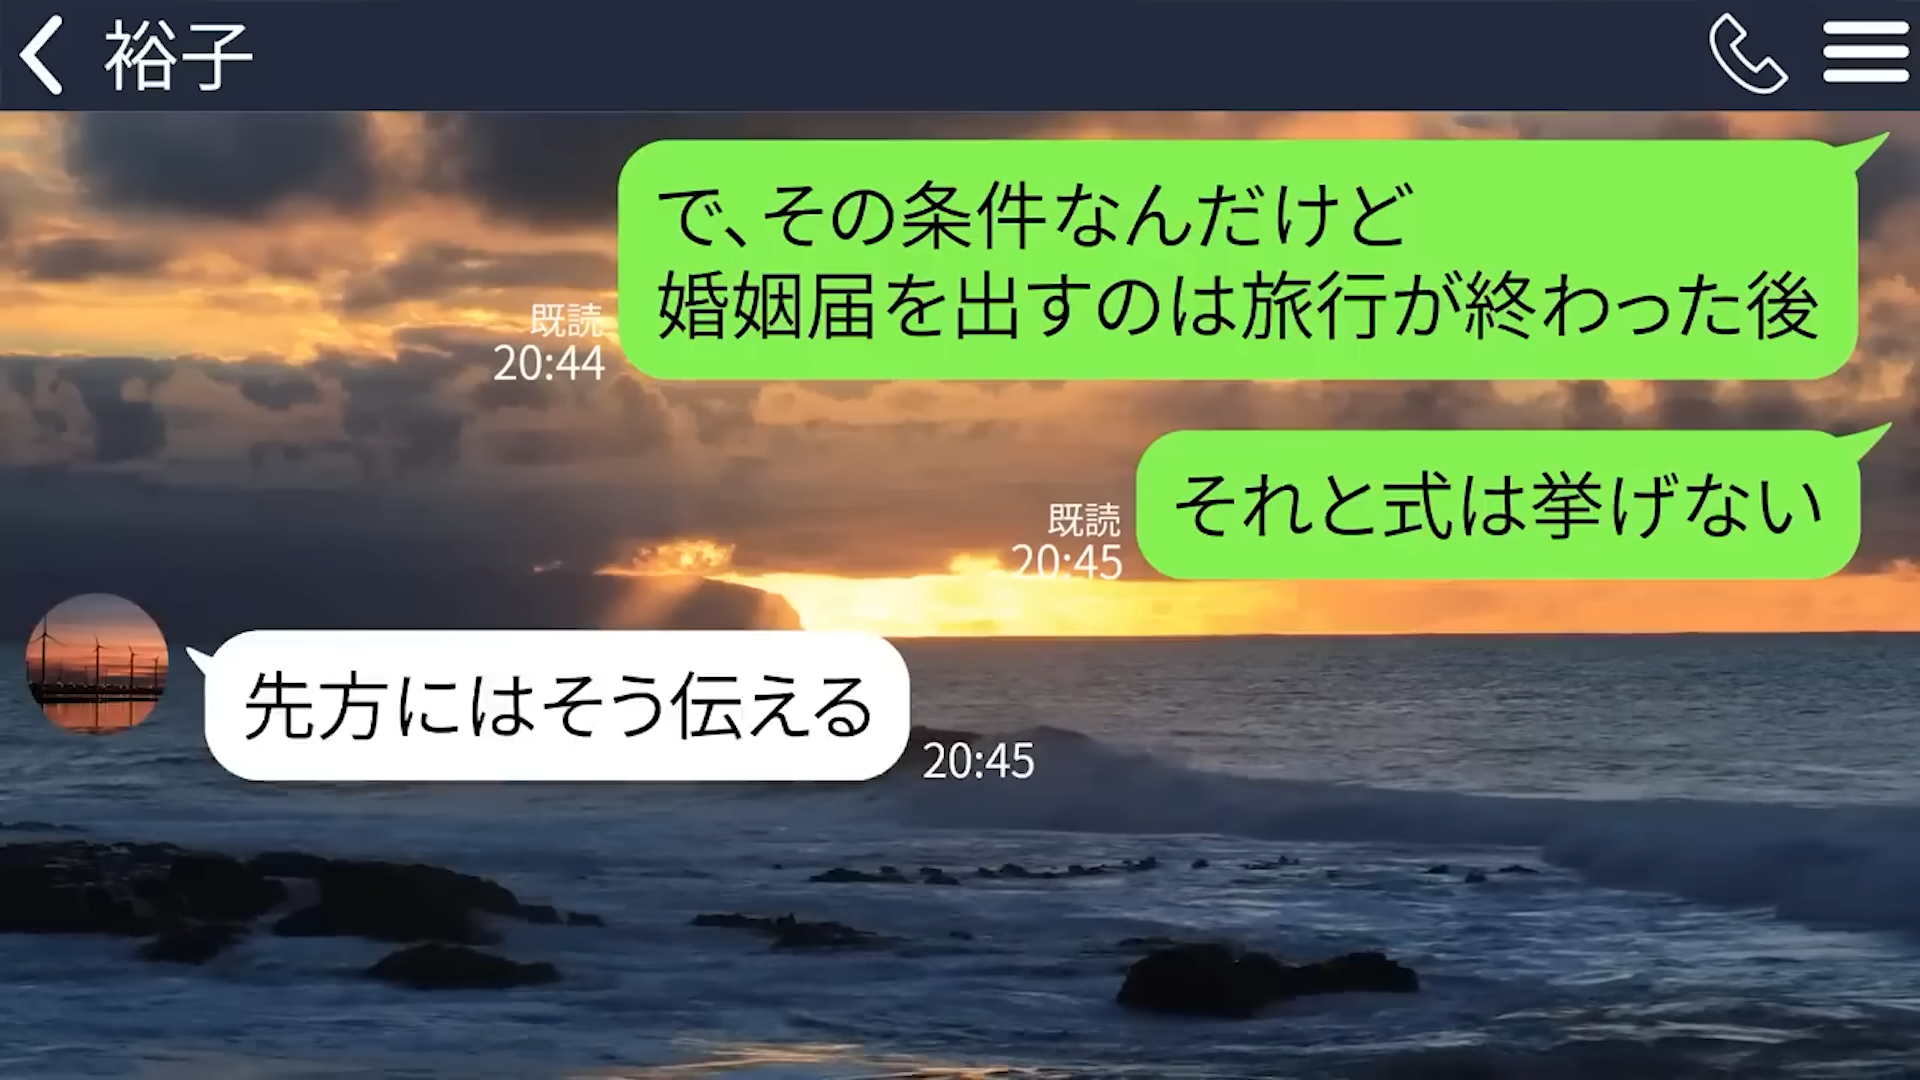 裕子
で、その条件なんだけど
婚姻届を出すのは旅行が終わった後
既読
20:44
それと式は挙げない
既読
20:45
先方にはそう伝える
20:45